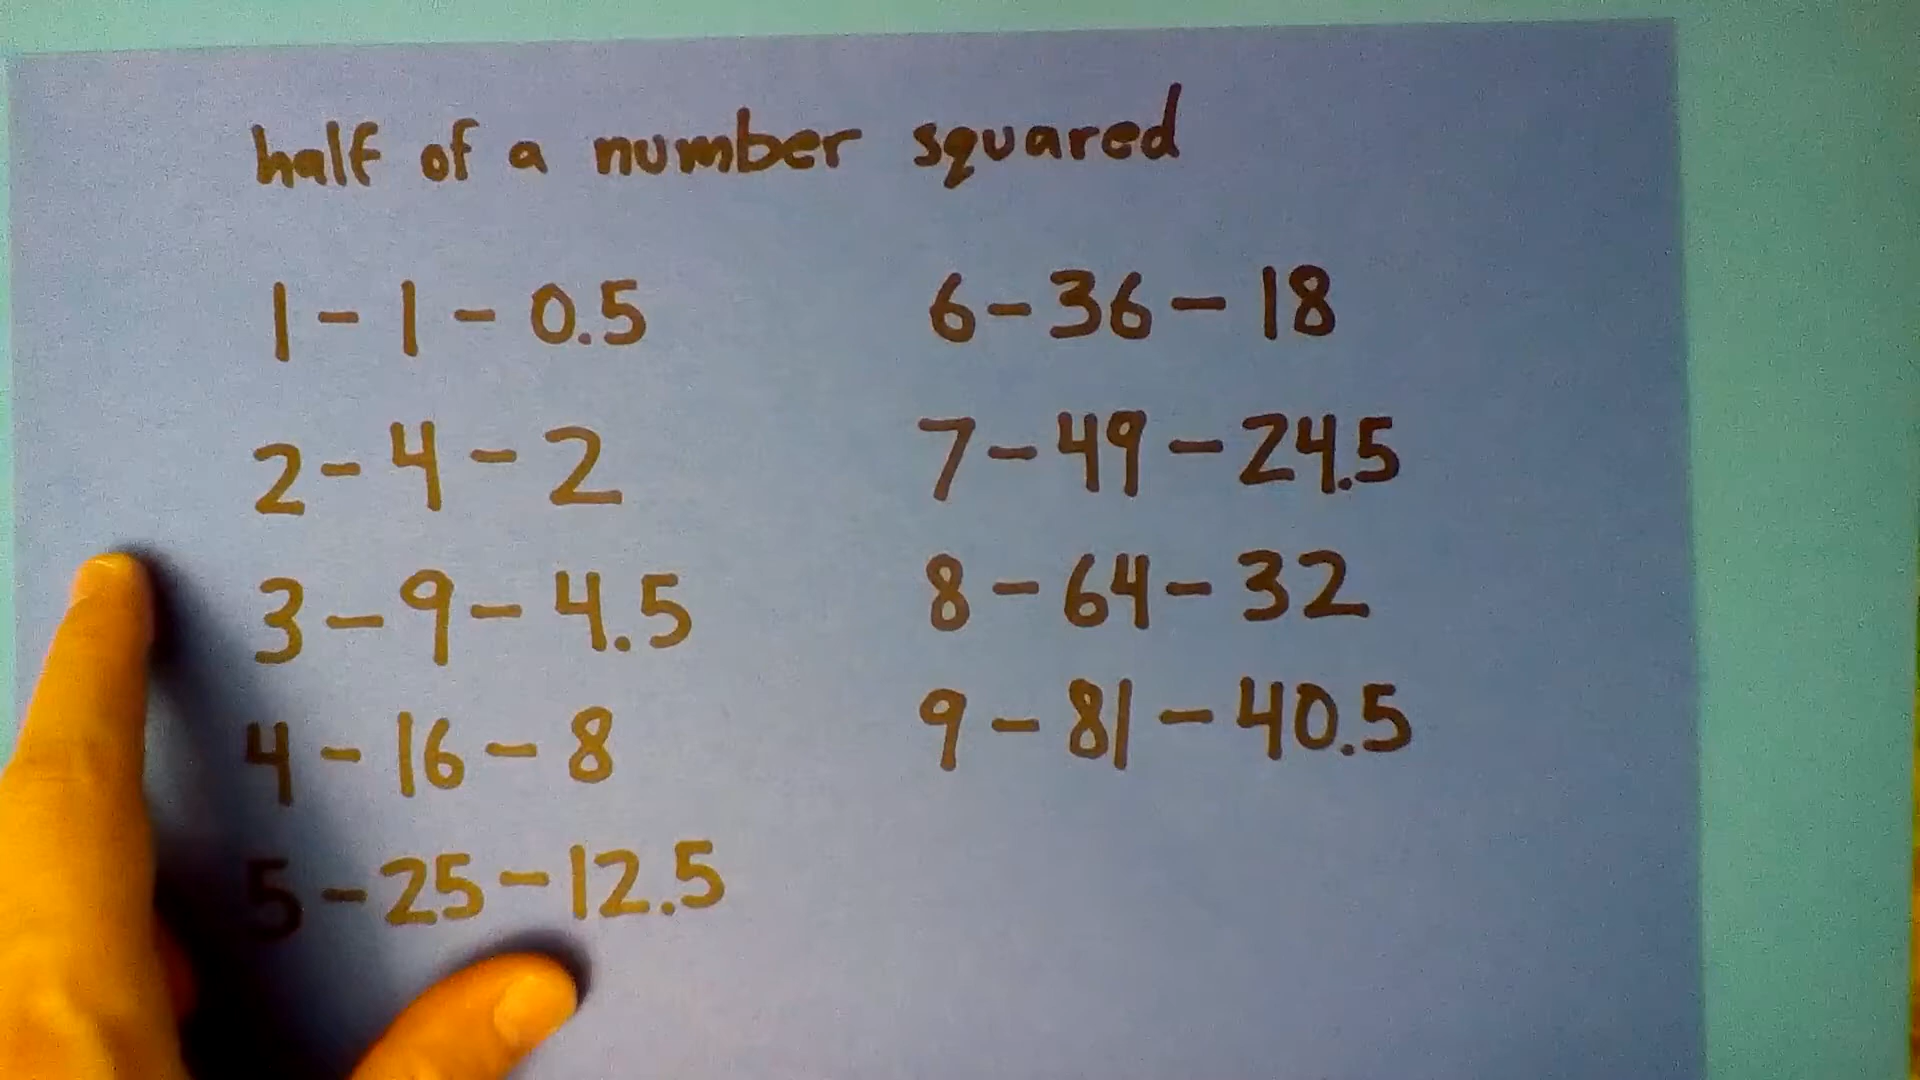 half of a number squared
1 - 1 - 0.5
2 - 4 - 2
3 - 9 - 4.5
4 - 16 - 8
5 - 25 - 12.5
6 - 36 - 18
7 - 49 - 24.5
8 - 64 - 32
9 - 81 - 40.5